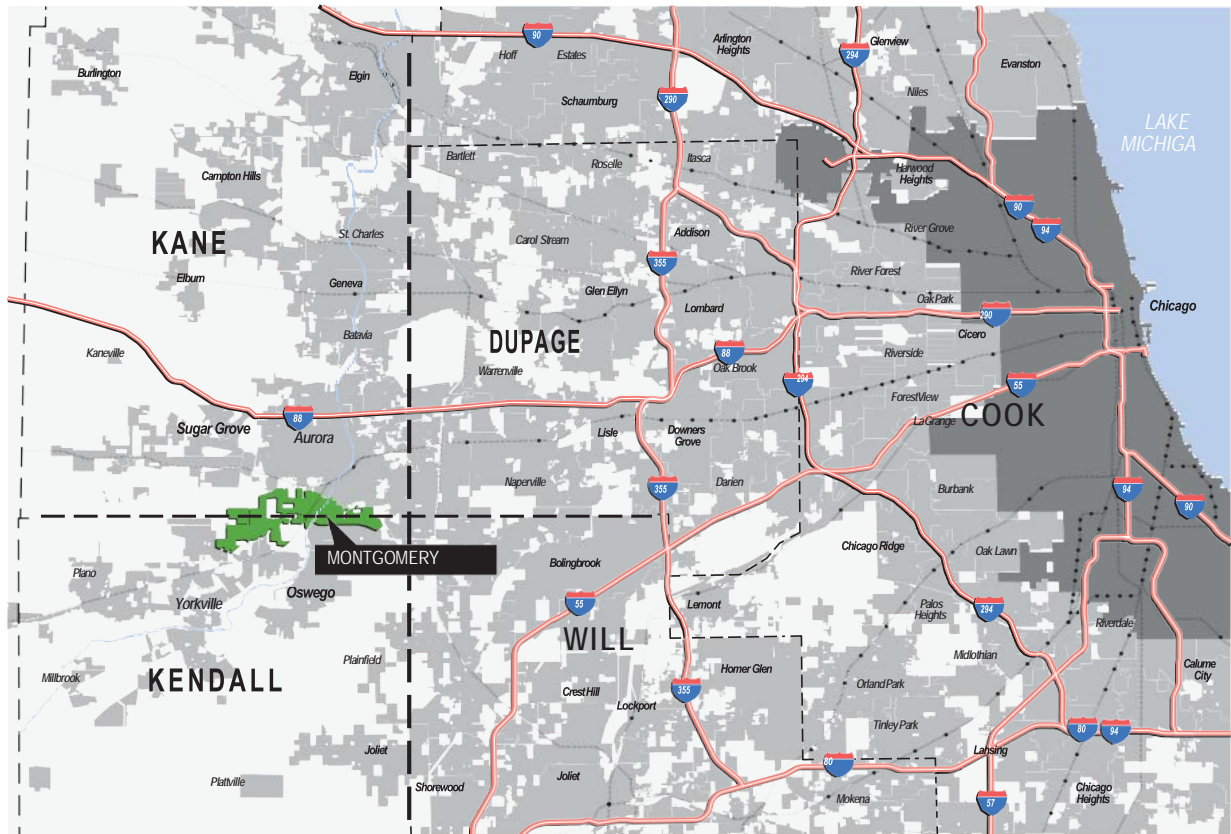 90
Hoff
Estates
Arlington
Heights
Glenview
294
Evanston
Burlington
Elgin
Niles
Schaumburg
290
LAKE
MICHIGA
Bartlett
Roselle
Itasca
Harwood
Heights
Campton Hills
90
94
St. Charles
KANE
Carol Stream
Addison
River Grove
355
River Forest
Elburn
Geneva
Glen Ellyn
Lombard
Oak Park
Chicago
290
Cicero
Batavia
DUPAGE
Kaneville
88
Riverside
Warrenville
Oak Brook
294
55
ForestView
COOK
88
Sugar Grove
Aurora
Lisle
Downers
Grove
LaGrange
Naperville
355
Darien
Burbank
94
90
MONTGOMERY
Chicago Ridge
Oak Lawn
Plano
Bolingbrook
Yorkville
Oswego
55
Lemont
294
Palos
Heights
Riverdale
WILL
Plainfield
Midlothian
Millbrook
KENDALL
Homer Glen
Calume
City
Crest Hill
355
Orland Park
Lockport
Tinley Park
80
94
Joliet
Lansing
80
Plattville
Shorewood
Joliet
Mokena
57
Chicago
Heights